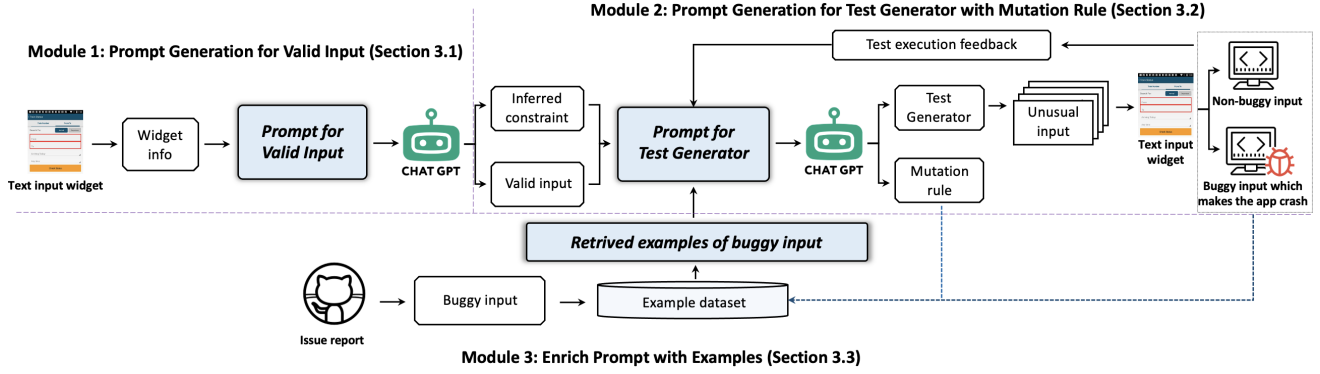 Module 2: Prompt Generation for Test Generator with Mutation Rule (Section 3.2)
Module 1: Prompt Generation for Valid Input (Section 3.1)
Test execution feedback
Text input widget
Widget
info
Prompt for
Valid Input
CHAT GPT
Inferred
constraint
Valid input
Prompt for
Test Generator
CHAT GPT
Test
Generator
Mutation
rule
Unusual
input
Text input
widget
Non-buggy input
Buggy input which
makes the app crash
Retrived examples of buggy input
Issue report
Buggy input
Example dataset
Module 3: Enrich Prompt with Examples (Section 3.3)